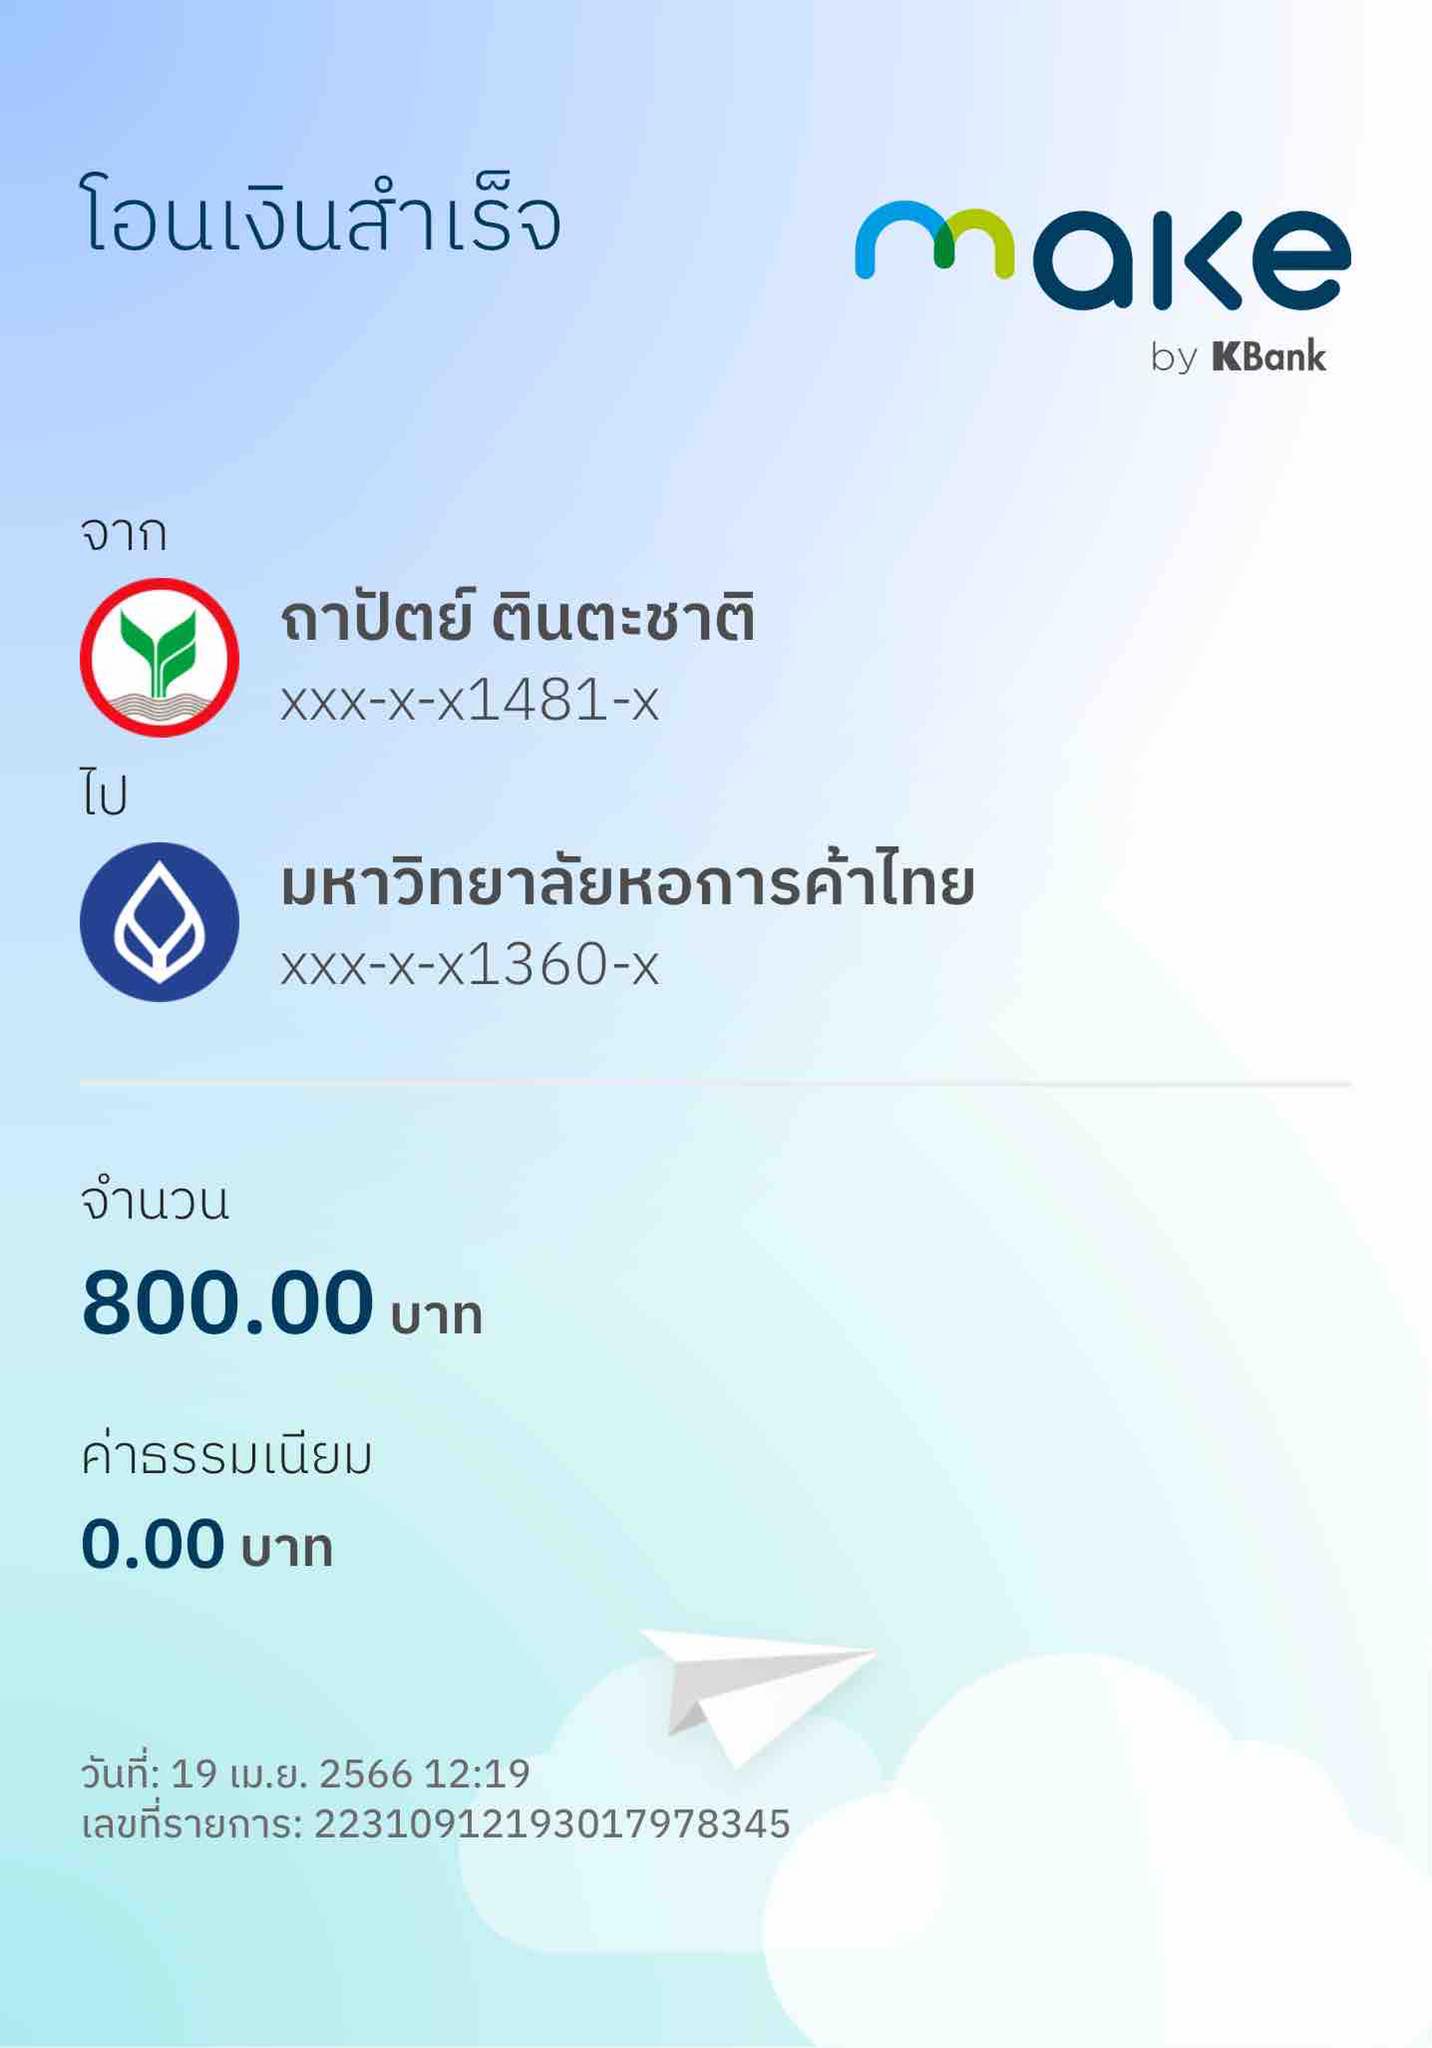 โอนเงินสำเร็จ
make
by KBank
จาก
ถาปัตย์ ตินตะชาติ
xxx-x-x1481-x
ไป
มหาวิทยาลัยหอการค้าไทย
xxx-x-x1360-x
จำนวน
800.00 บาท
ค่าธรรมเนียม
0.00 บาท
วันที่: 19 เม.ย. 2566 12:19
เลขที่รายการ: 22310912193017978345